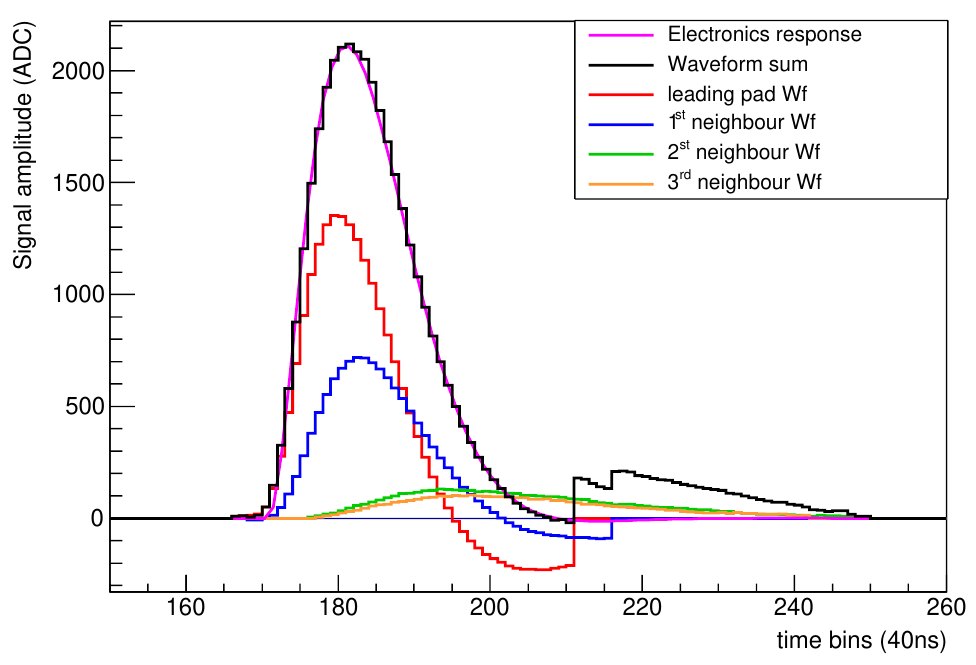 Signal amplitude (ADC)
2000
1500
1000
500
0
Electronics response
Waveform sum
leading pad Wf
1st neighbour Wf
2st neighbour Wf
3rd neighbour Wf
160 180 200 220 240 260
time bins (40ns)